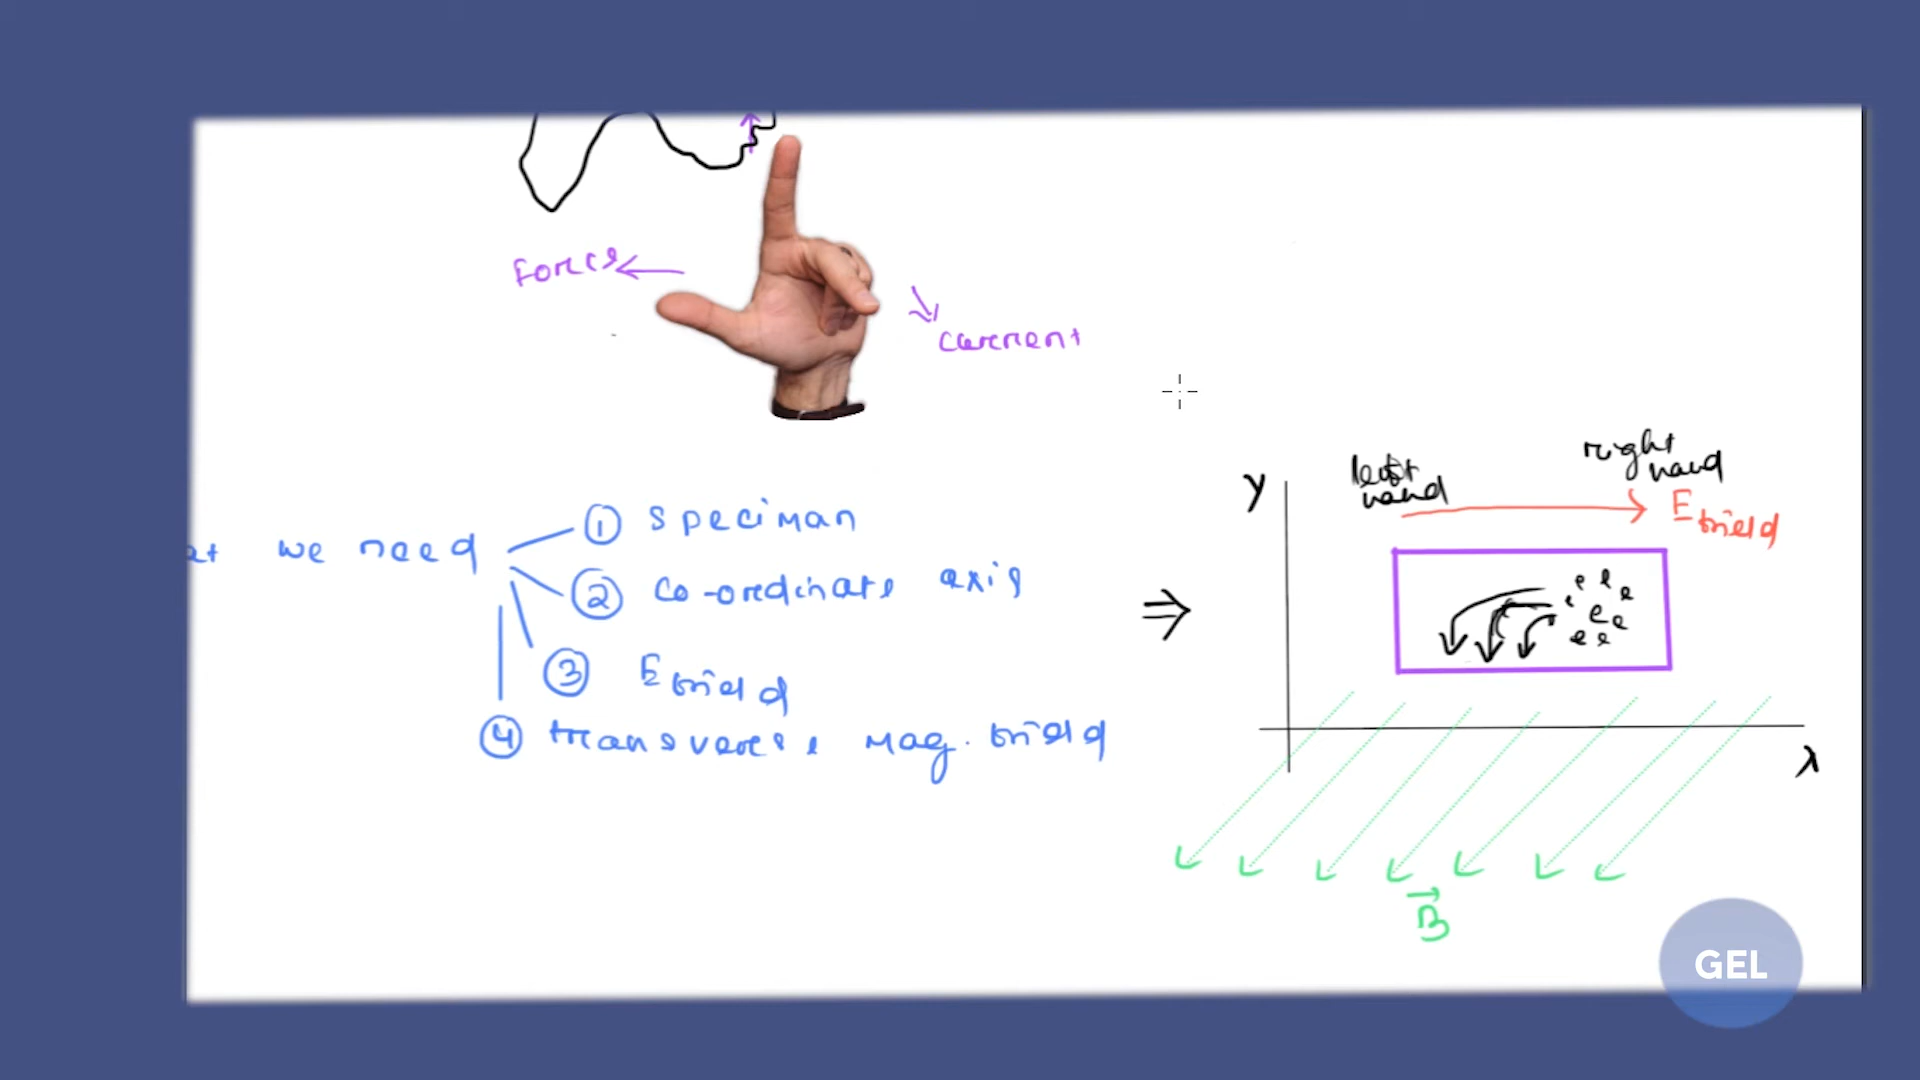 Force
current
at we need
① speciman
② co-ordinate axis
③ E field
④ transverse mag. field
⇒
y
left hand
right hand
E field
e e e e e e e e e
x
B
GEL